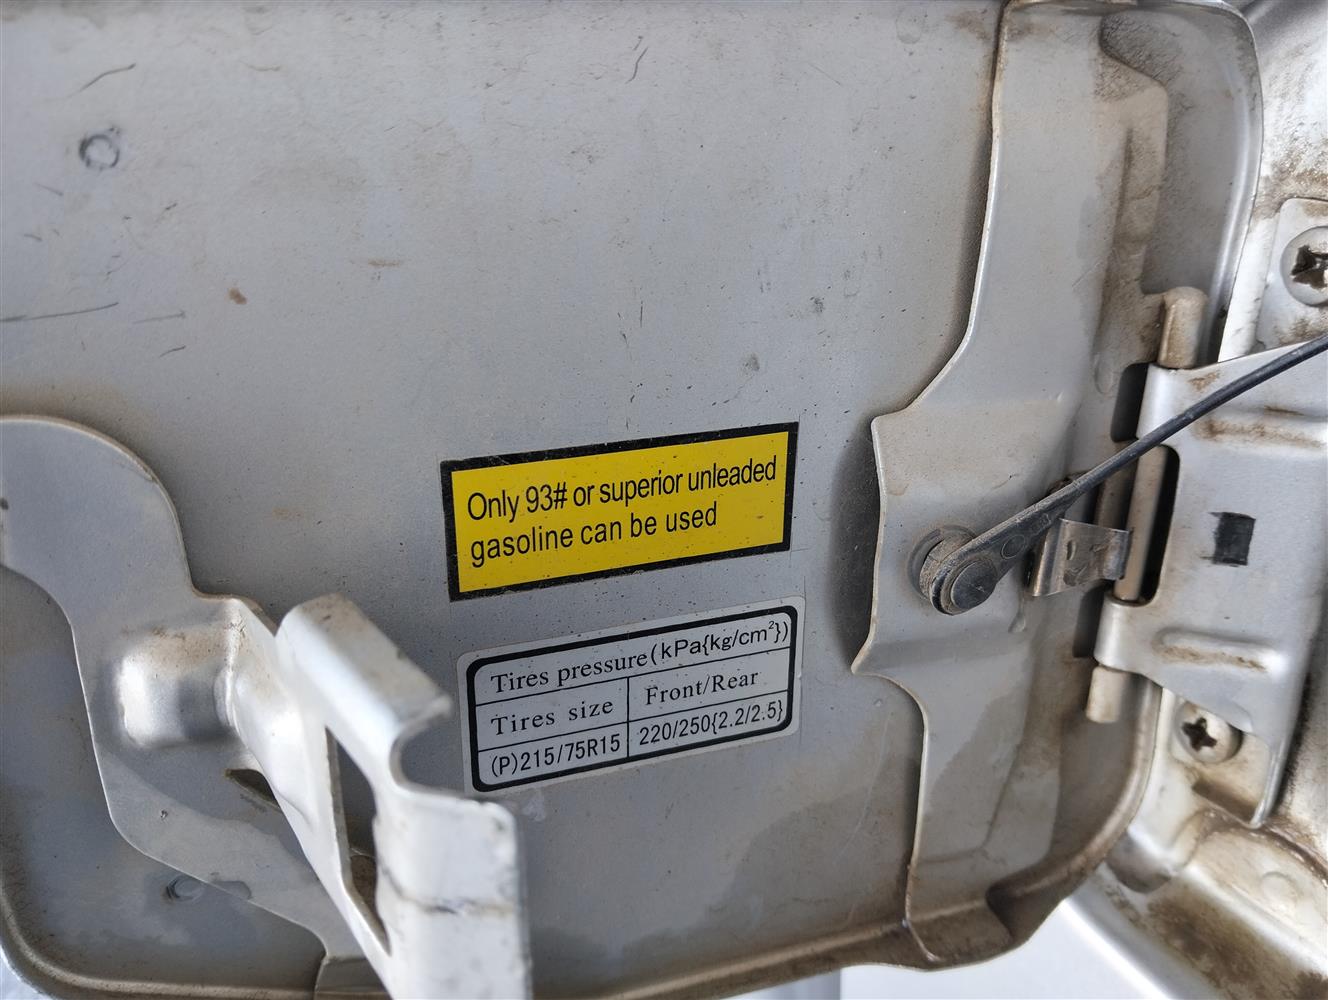 Only 93# or superior unleaded
gasoline can be used
Tires pressure(kPa{kg/cm²})
Tires size Front/Rear
(P)215/75R15 220/250{2.2/2.5}